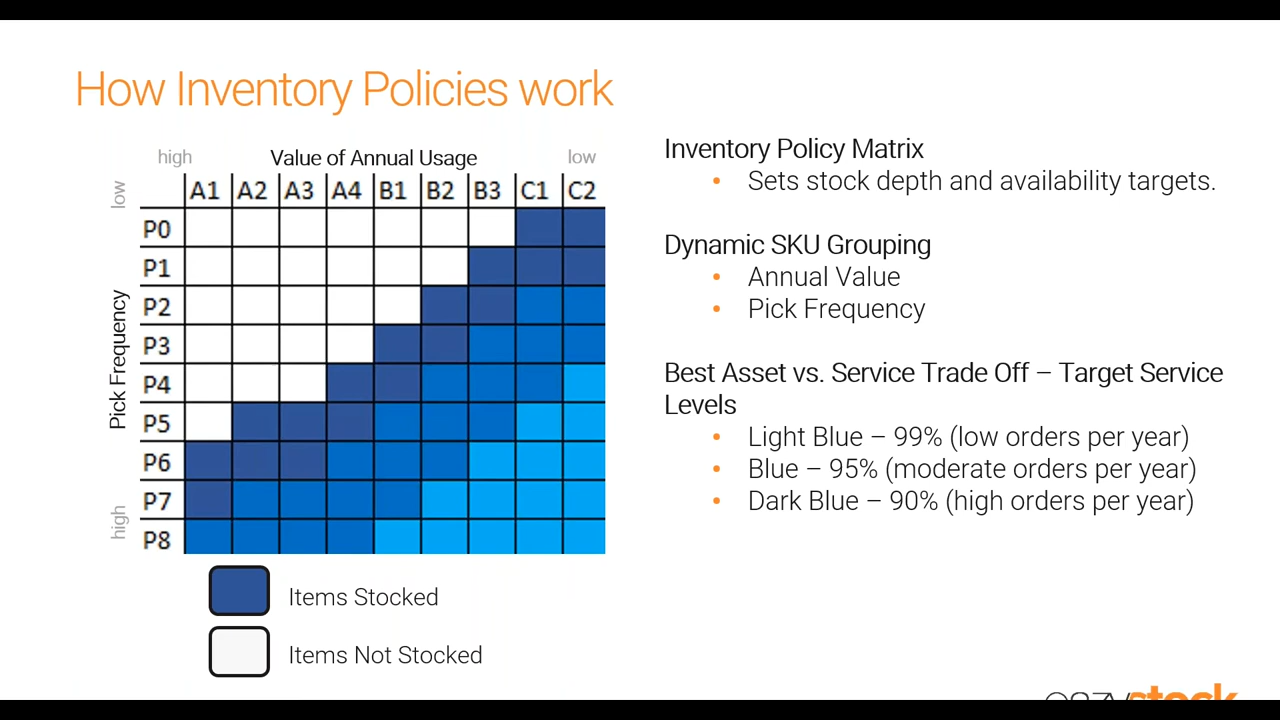 How Inventory Policies work
high Value of Annual Usage low
low
A1 A2 A3 A4 B1 B2 B3 C1 C2
P0
P1
P2
P3
P4
P5
P6
P7
P8
Pick Frequency
high
Items Stocked
Items Not Stocked
Inventory Policy Matrix
• Sets stock depth and availability targets.
Dynamic SKU Grouping
• Annual Value
• Pick Frequency
Best Asset vs. Service Trade Off – Target Service
Levels
• Light Blue – 99% (low orders per year)
• Blue – 95% (moderate orders per year)
• Dark Blue – 90% (high orders per year)